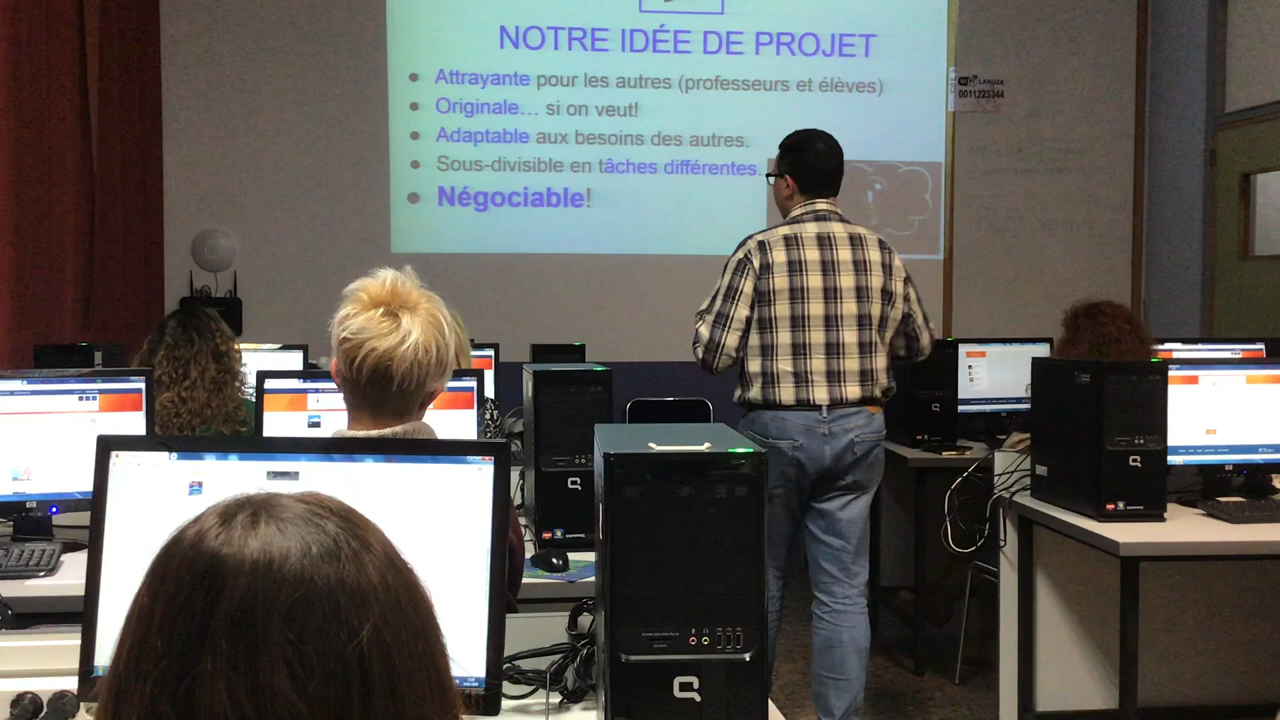 NOTRE IDÉE DE PROJET
• Attrayante pour les autres (professeurs et élèves)
• Originale... si on veut!
• Adaptable aux besoins des autres.
• Sous-divisible en tâches différentes.
• Négociable!
LANUZA
0011223344